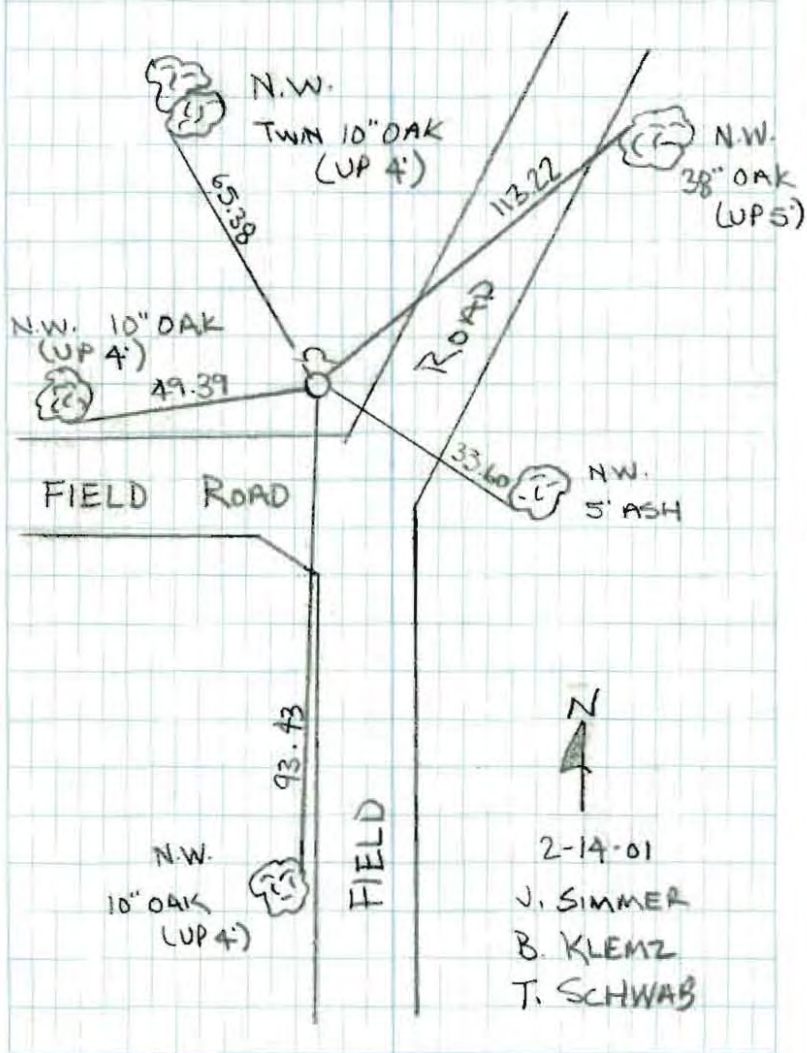 N.W.
TWIN 10" OAK
(UP 4')
65.38
113.22
N.W.
38" OAK
(UP 5')
N.W. 10" OAK
(UP 4')
49.39
ROAD
33.60
N.W.
5' ASH
FIELD ROAD
93.43
FIELD
N.W.
10" OAK
(UP 4')
N
2-14-01
J. SIMMER
B. KLEMZ
T. SCHWAB